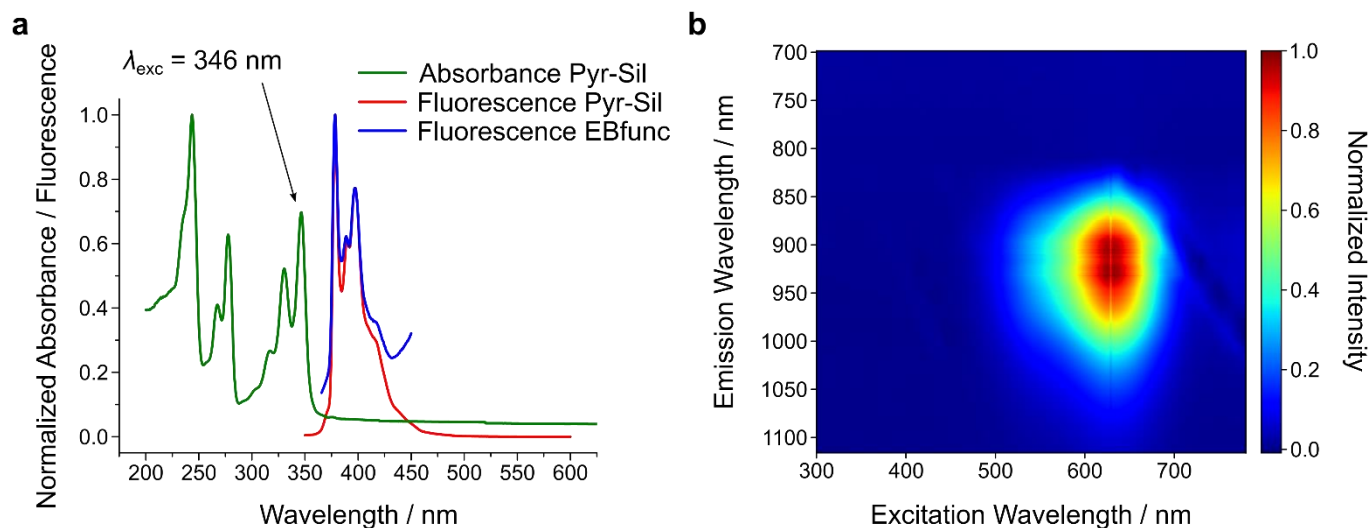 a
λexc = 346 nm
Absorbance Pyr-Sil
Fluorescence Pyr-Sil
Fluorescence EBfunc
Normalized Absorbance / Fluorescence
1.0
0.8
0.6
0.4
0.2
0.0
200 250 300 350 400 450 500 550 600
Wavelength / nm
b
Emission Wavelength / nm
700
750
800
850
900
950
1000
1050
1100
300 400 500 600 700
Excitation Wavelength / nm
1.0
0.8
0.6
0.4
0.2
0.0
Normalized Intensity